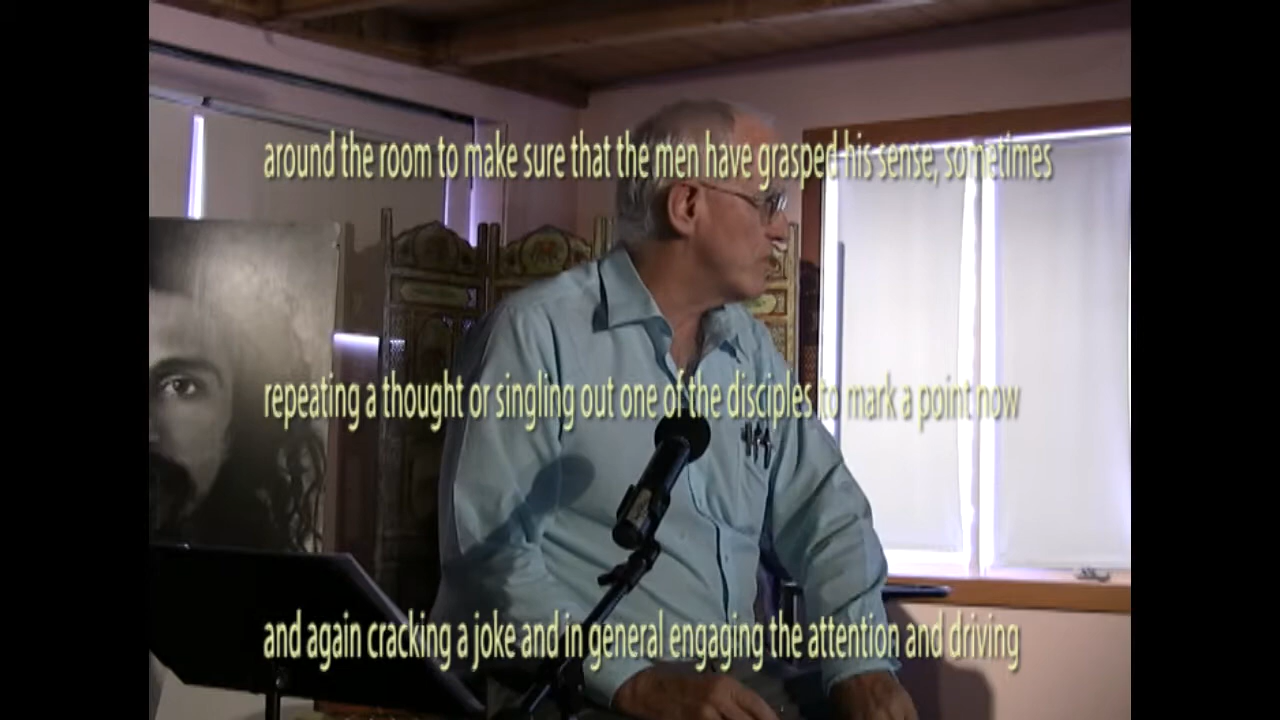 around the room to make sure that the men have grasped his sense, sometimes
repeating a thought or singling out one of the disciples to mark a point now
and again cracking a joke and in general engaging the attention and driving